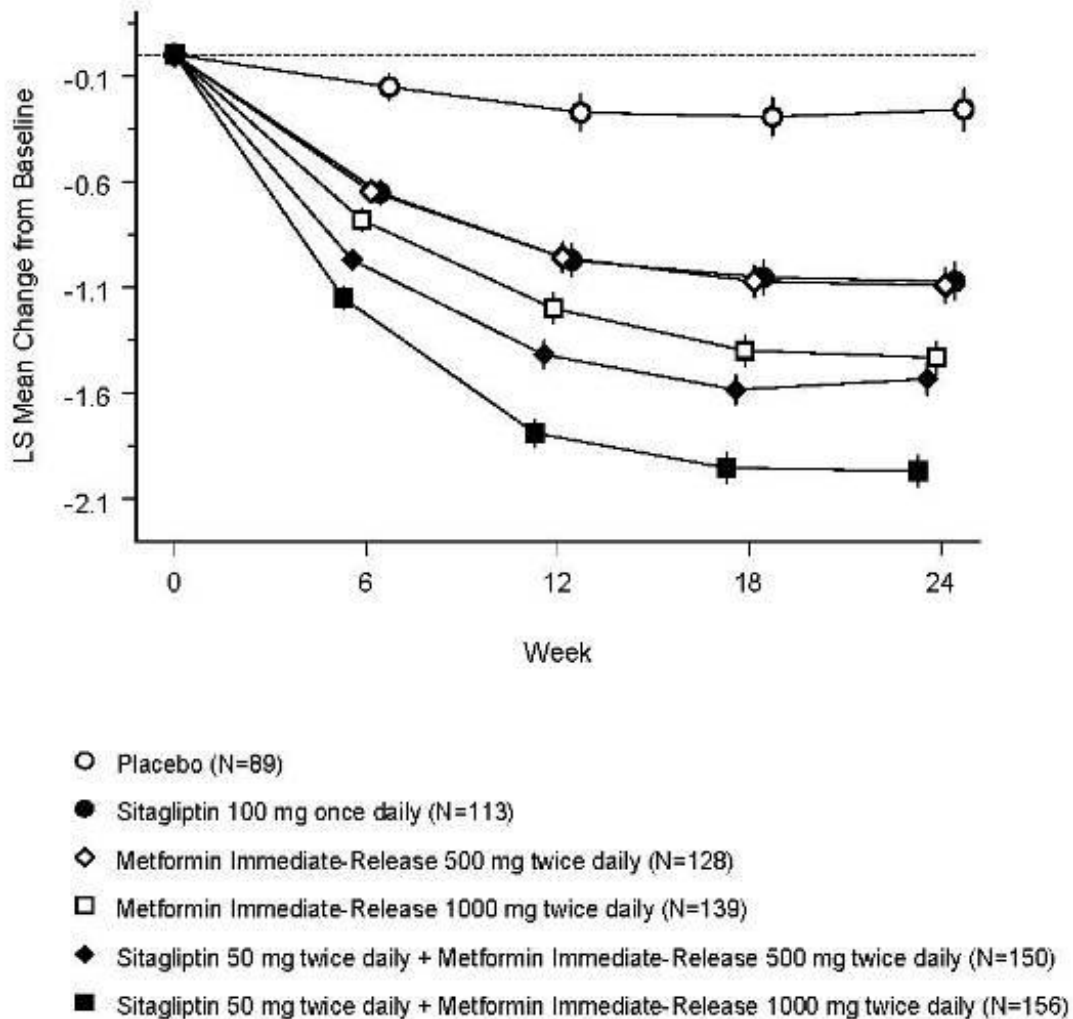 LS Mean Change from Baseline
-0.1
-0.6
-1.1
-1.6
-2.1
0 6 12 18 24
Week
Placebo (N=89)
Sitagliptin 100 mg once daily (N=113)
Metformin Immediate-Release 500 mg twice daily (N=128)
Metformin Immediate-Release 1000 mg twice daily (N=139)
Sitagliptin 50 mg twice daily + Metformin Immediate-Release 500 mg twice daily (N=150)
Sitagliptin 50 mg twice daily + Metformin Immediate-Release 1000 mg twice daily (N=156)